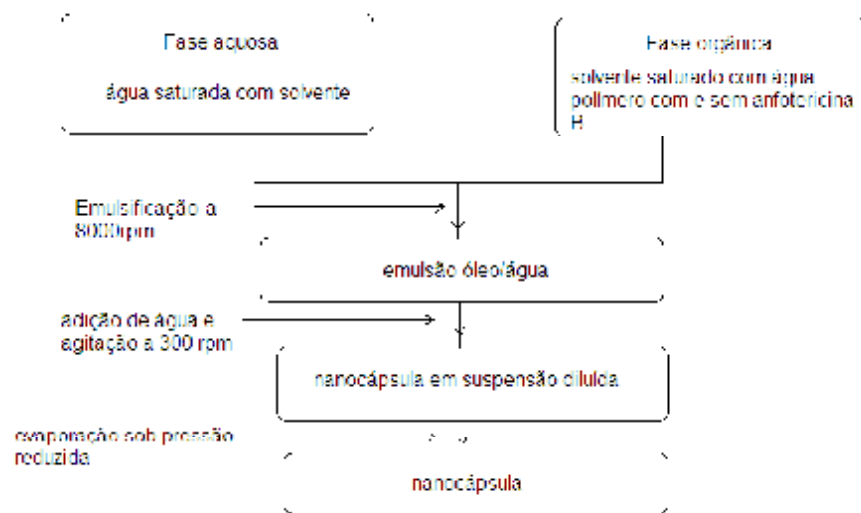 Fase aquosa
água saturada com solvente
Fase orgânica
solvente saturado com água
polímero com e sem anfotericina
B
Emulsificação a
8000rpm
emulsão óleo/água
adição de água e
agitação a 300 rpm
nanocápsula em suspensão diluída
evaporação sob pressão
reduzida
nanocápsula